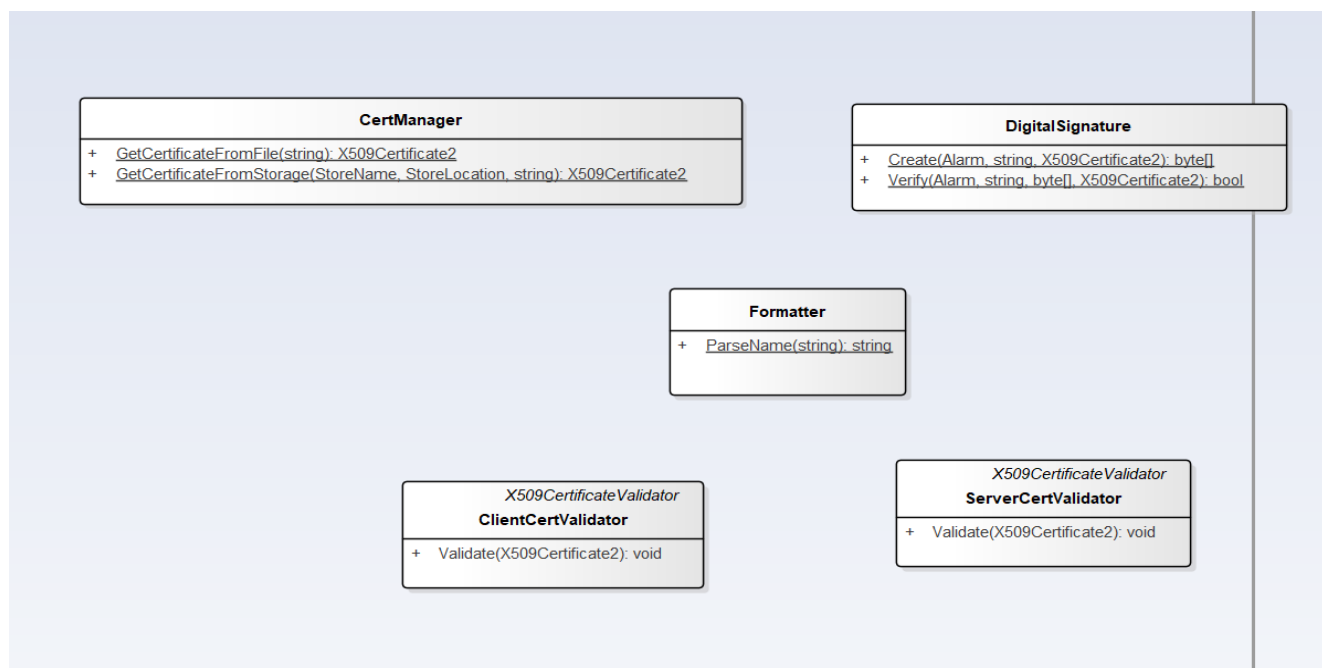 CertManager
+ GetCertificateFromFile(string): X509Certificate2
+ GetCertificateFromStorage(StoreName, StoreLocation, string): X509Certificate2
DigitalSignature
+ Create(Alarm, string, X509Certificate2): byte[]
+ Verify(Alarm, string, byte[], X509Certificate2): bool
Formatter
+ ParseName(string): string
X509CertificateValidator
ClientCertValidator
+ Validate(X509Certificate2): void
X509CertificateValidator
ServerCertValidator
+ Validate(X509Certificate2): void